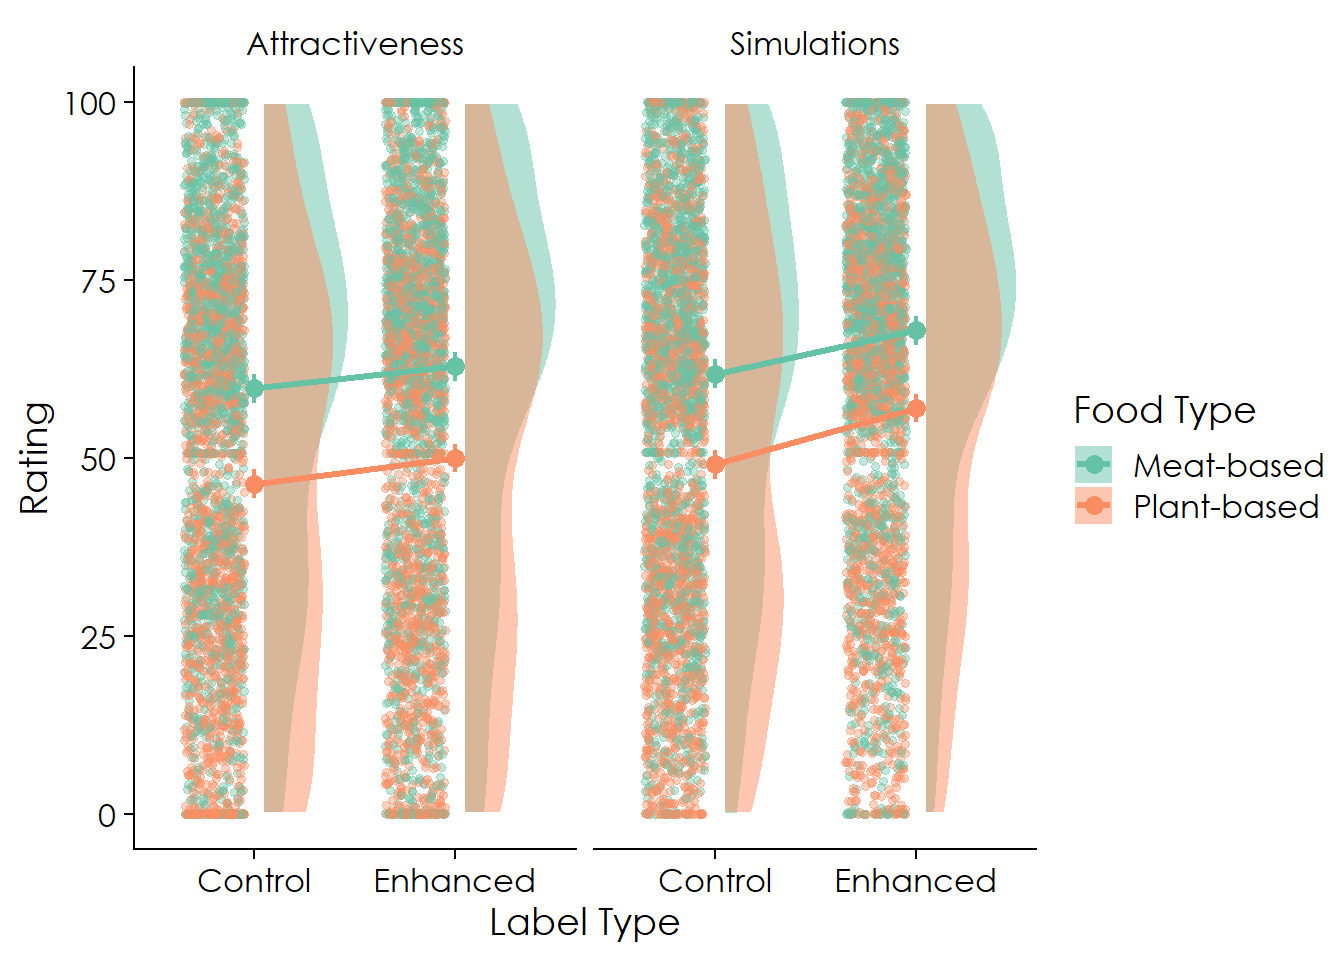 Attractiveness
Simulations
100
75
50
25
0
Rating
Control
Enhanced
Control
Enhanced
Label Type
Food Type
Meat-based
Plant-based